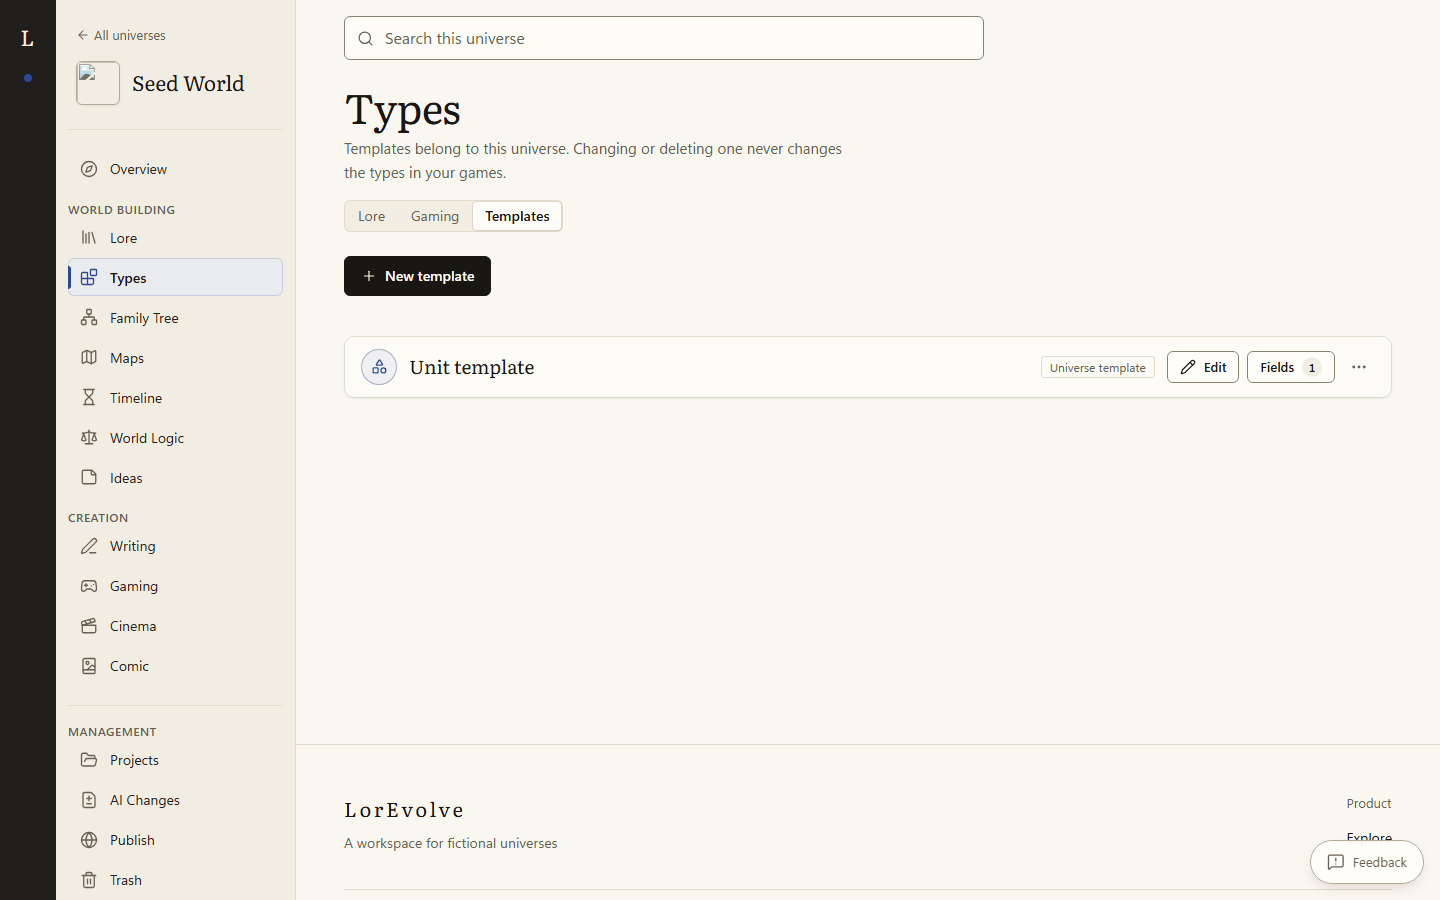 L
All universes
Seed World
Overview
WORLD BUILDING
Lore
Types
Family Tree
Maps
Timeline
World Logic
Ideas
CREATION
Writing
Gaming
Cinema
Comic
MANAGEMENT
Projects
AI Changes
Publish
Trash
Search this universe
Types
Templates belong to this universe. Changing or deleting one never changes
the types in your games.
Lore Gaming Templates
New template
Unit template
Universe template
Edit
Fields 1
LorEvolve
A workspace for fictional universes
Product
Explore
Feedback